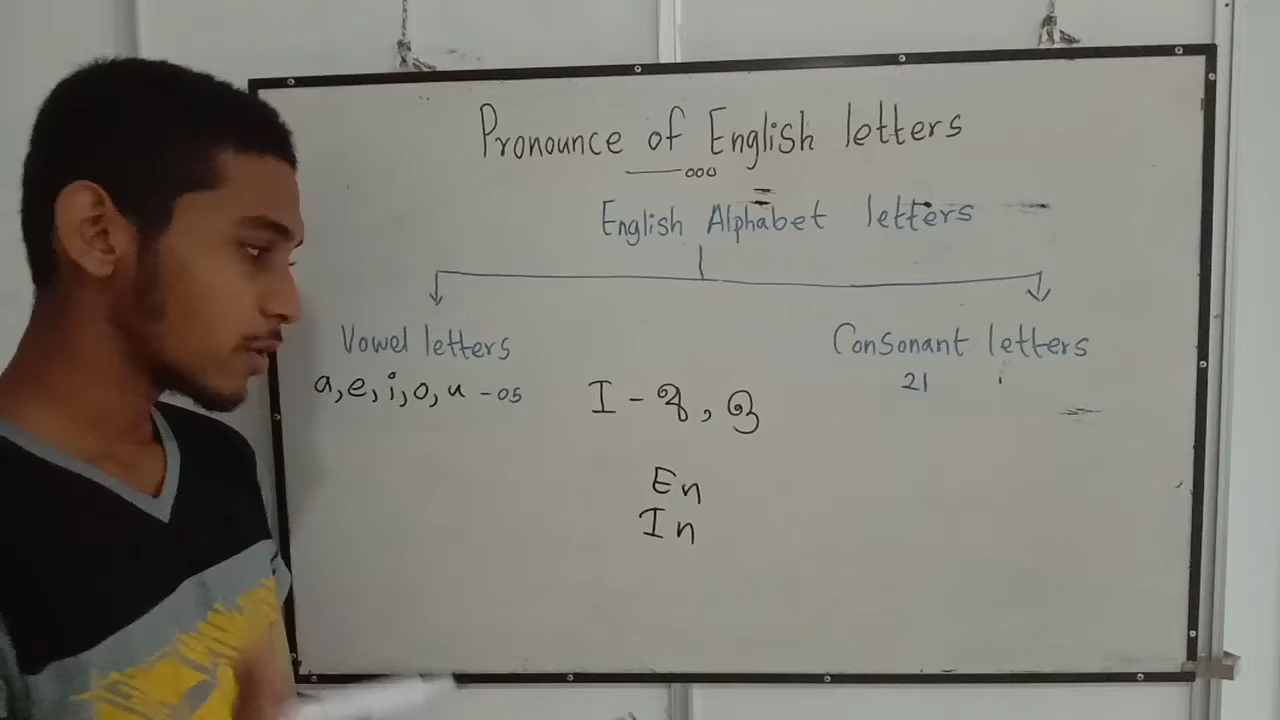 Pronounce of English letters
English Alphabet letters
Vowel letters
a, e, i, o, u - 05
I - ஐ, இ
En
In
Consonant letters
21